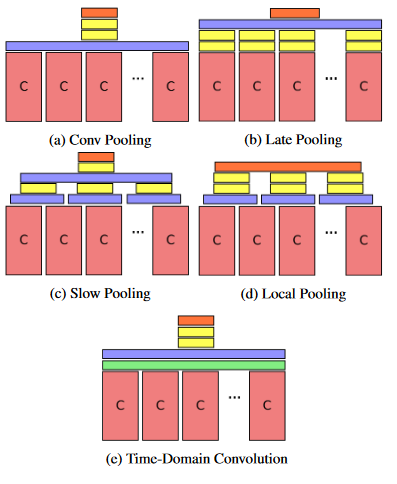 C C C ... C
C C C ... C
(a) Conv Pooling
(b) Late Pooling
C C C ... C
C C C ... C
(c) Slow Pooling
(d) Local Pooling
C C C ... C
(e) Time-Domain Convolution